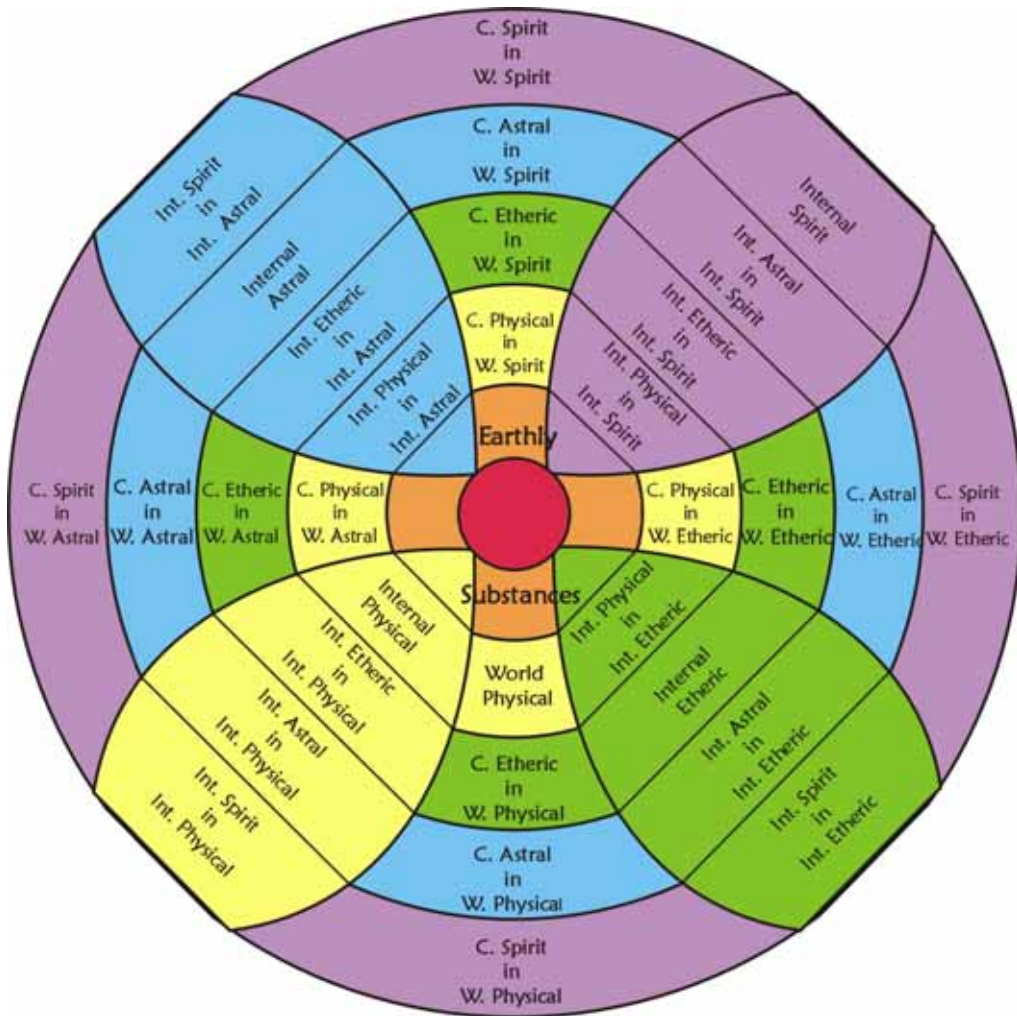 C. Spirit
in
W. Spirit
C. Astral
in
W. Spirit
C. Etheric
in
W. Spirit
C. Physical
in
W. Spirit
Int. Spirit
in
Int. Astral
Internal
Astral
Int. Etheric
in
Int. Astral
Int. Physical
in
Int. Astral
Internal
Spirit
Int. Astral
in
Int. Spirit
Int. Etheric
in
Int. Spirit
Int. Physical
in
Int. Spirit
Earthly
C. Spirit
in
W. Astral
C. Astral
in
W. Astral
C. Etheric
in
W. Astral
C. Physical
in
W. Astral
C. Physical
in
W. Etheric
C. Etheric
in
W. Etheric
C. Astral
in
W. Etheric
C. Spirit
in
W. Etheric
Substances
Internal
Physical
Int. Etheric
in
Int. Physical
Int. Astral
in
Int. Physical
Int. Spirit
in
Int. Physical
Int. Physical
in
Int. Etheric
Internal
Etheric
Int. Astral
in
Int. Etheric
Int. Spirit
in
Int. Etheric
World
Physical
C. Etheric
in
W. Physical
C. Astral
in
W. Physical
C. Spirit
in
W. Physical